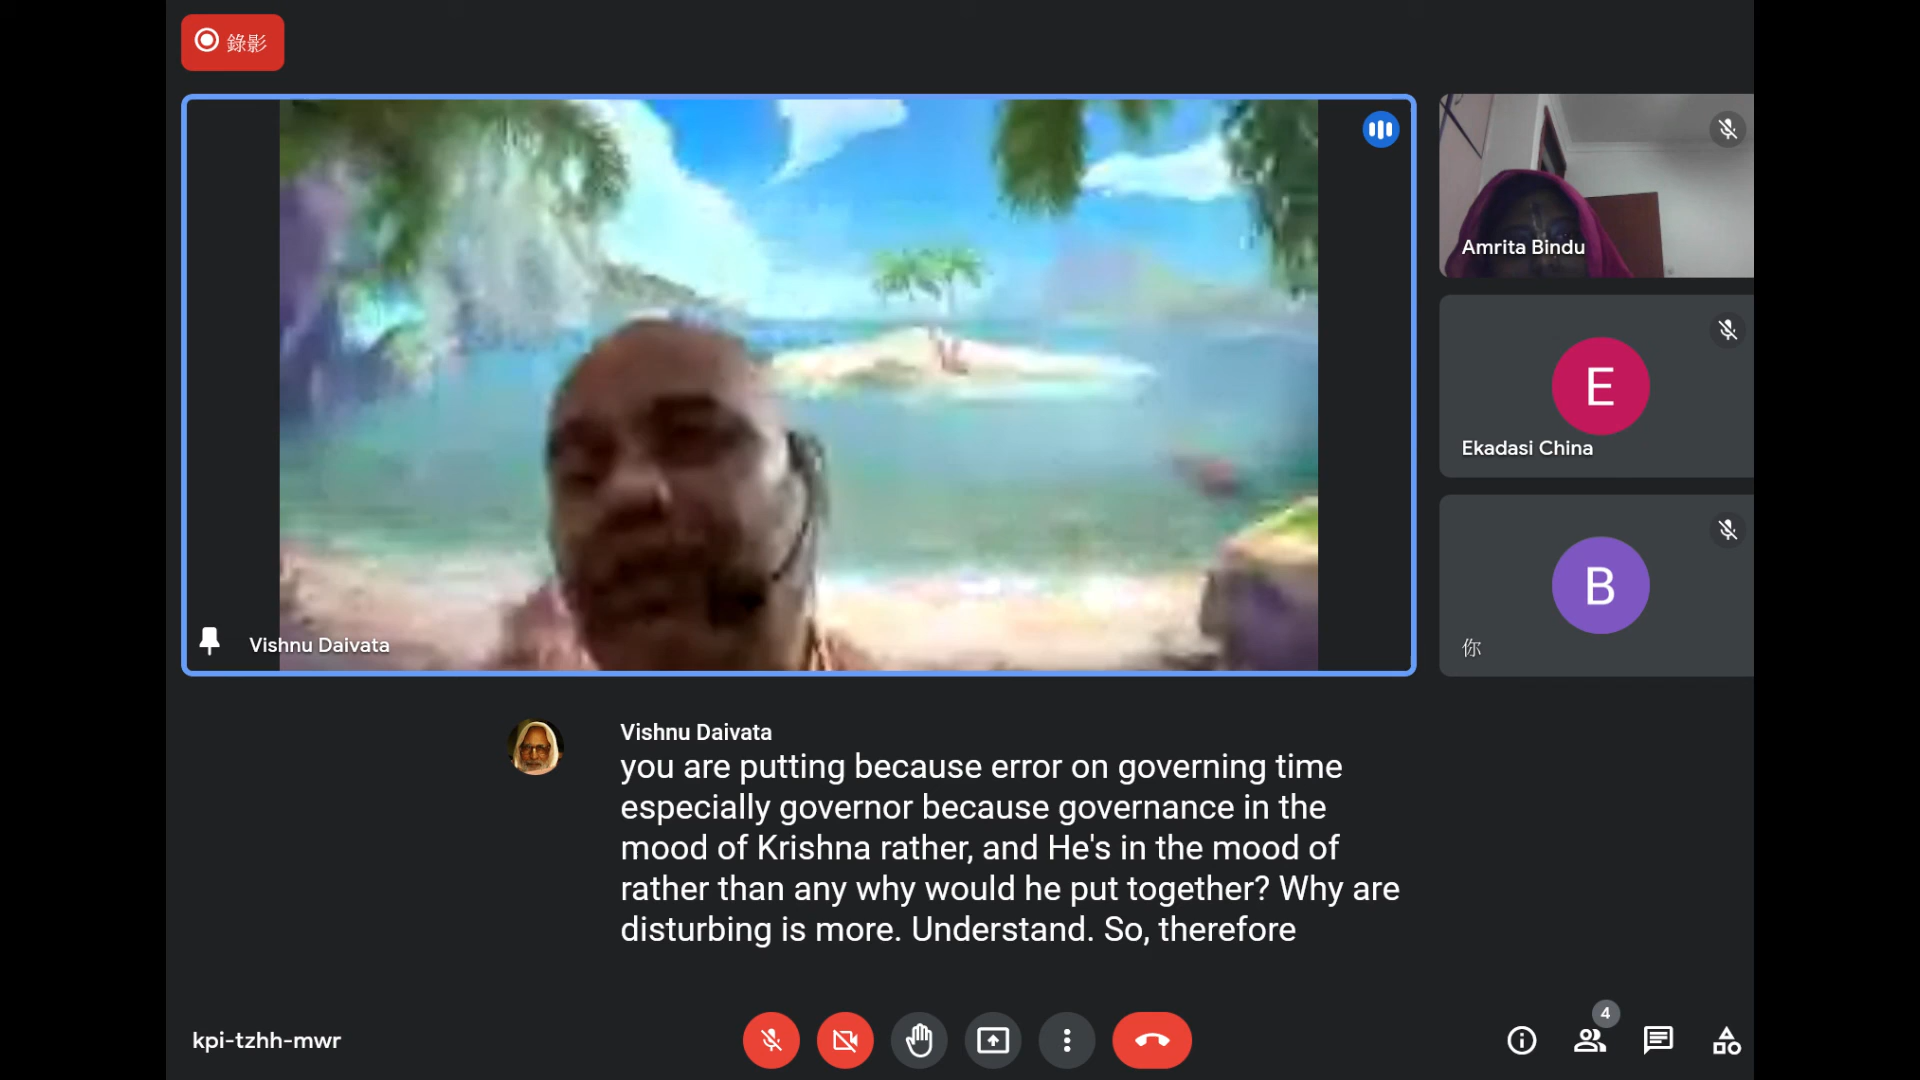 錄影
Vishnu Daivata
Amrita Bindu
E
Ekadasi China
B
你
Vishnu Daivata
you are putting because error on governing time
especially governor because governance in the
mood of Krishna rather, and He's in the mood of
rather than any why would he put together? Why are
disturbing is more. Understand. So, therefore
kpi-tzhh-mwr
4